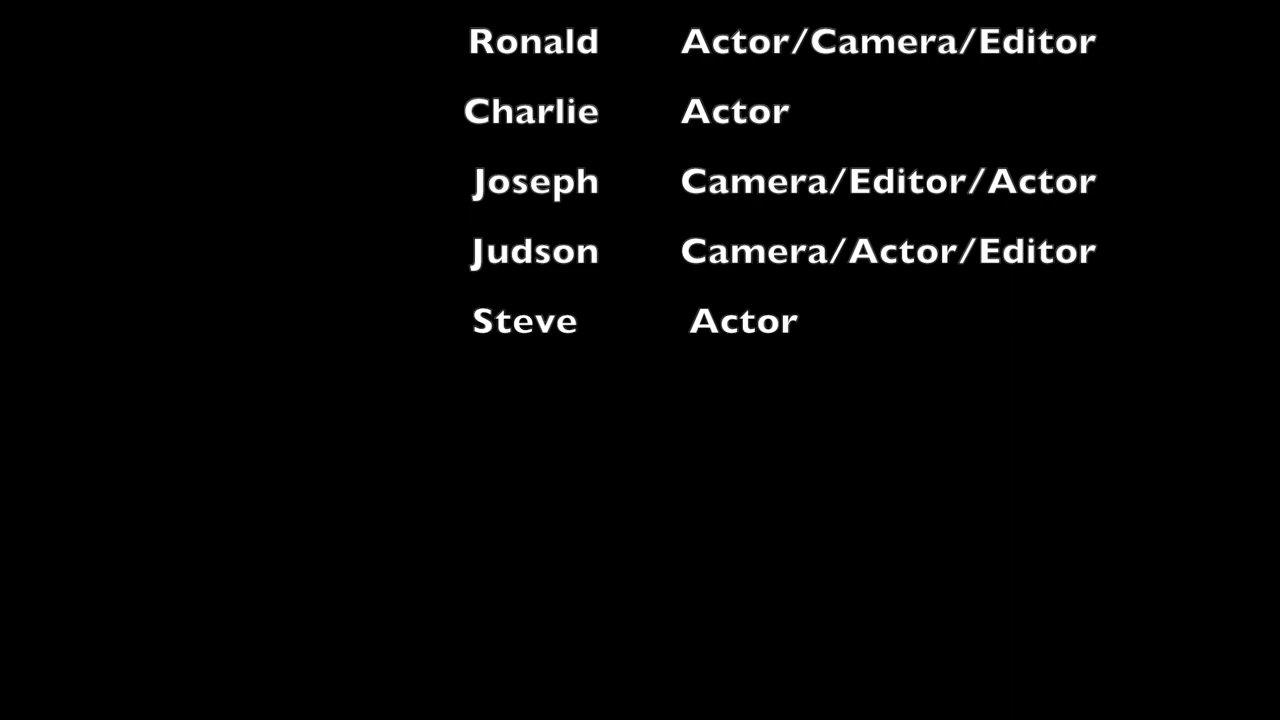 Ronald Actor/Camera/Editor
Charlie Actor
Joseph Camera/Editor/Actor
Judson Camera/Actor/Editor
Steve Actor